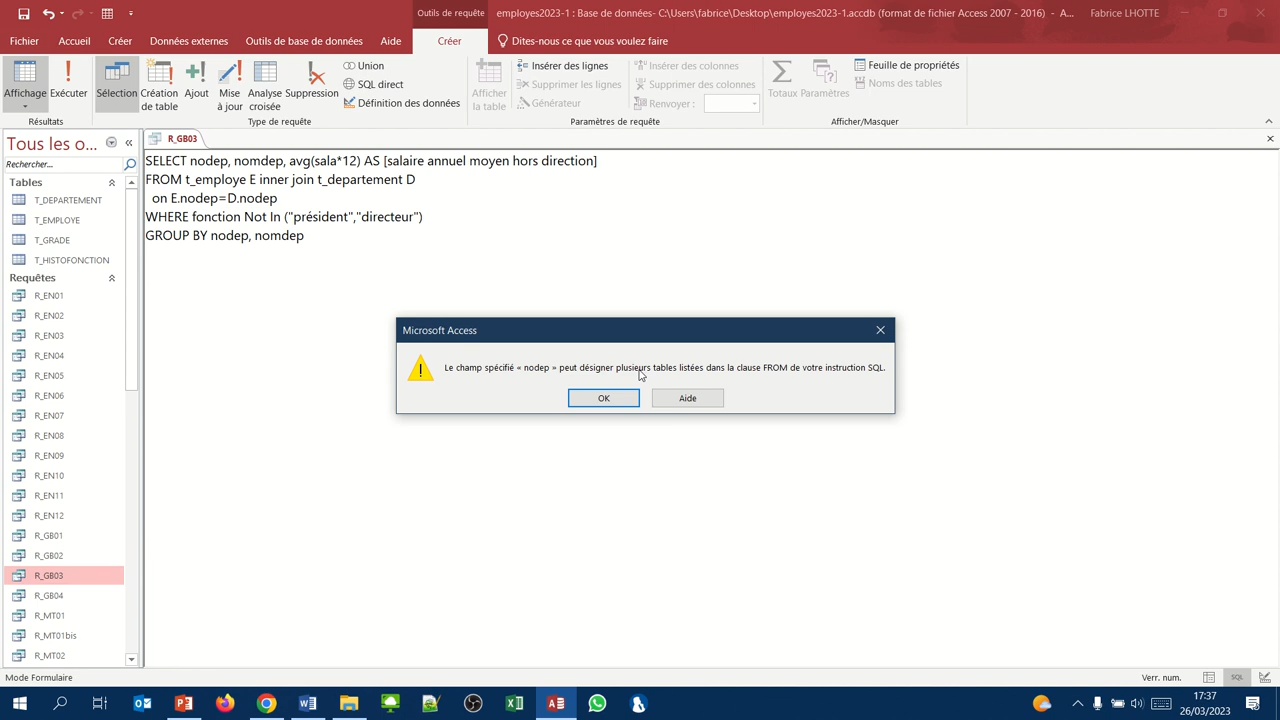 Outils de requête
employes2023-1 : Base de données- C:\Users\fabrice\Desktop\employes2023-1.accdb (format de fichier Access 2007 - 2016) - A...
Fabrice LHOTTE
Fichier
Accueil
Créer
Données externes
Outils de base de données
Aide
Créer
Dites-nous ce que vous voulez faire
Affichage
Exécuter
Résultats
Sélection
Création de table
Ajout
Mise à jour
Analyse croisée
Suppression
Union
SQL direct
Définition des données
Type de requête
Afficher la table
Insérer des lignes
Supprimer les lignes
Générateur
Insérer des colonnes
Supprimer des colonnes
Renvoyer :
Paramètres de requête
Totaux
Paramètres
Feuille de propriétés
Noms des tables
Afficher/Masquer
Tous les o...
Rechercher...
Tables
T_DEPARTEMENT
T_EMPLOYE
T_GRADE
T_HISTOFONCTION
Requêtes
R_EN01
R_EN02
R_EN03
R_EN04
R_EN05
R_EN06
R_EN07
R_EN08
R_EN09
R_EN10
R_EN11
R_EN12
R_GB01
R_GB02
R_GB03
R_GB04
R_MT01
R_MT01bis
R_MT02
R_GB03
SELECT nodep, nomdep, avg(sala*12) AS [salaire annuel moyen hors direction]
FROM t_employe E inner join t_departement D
on E.nodep=D.nodep
WHERE fonction Not In ("président","directeur")
GROUP BY nodep, nomdep
Microsoft Access
Le champ spécifié « nodep » peut désigner plusieurs tables listées dans la clause FROM de votre instruction SQL.
OK
Aide
Mode Formulaire
Verr. num.
SQL
17:37
26/03/2023